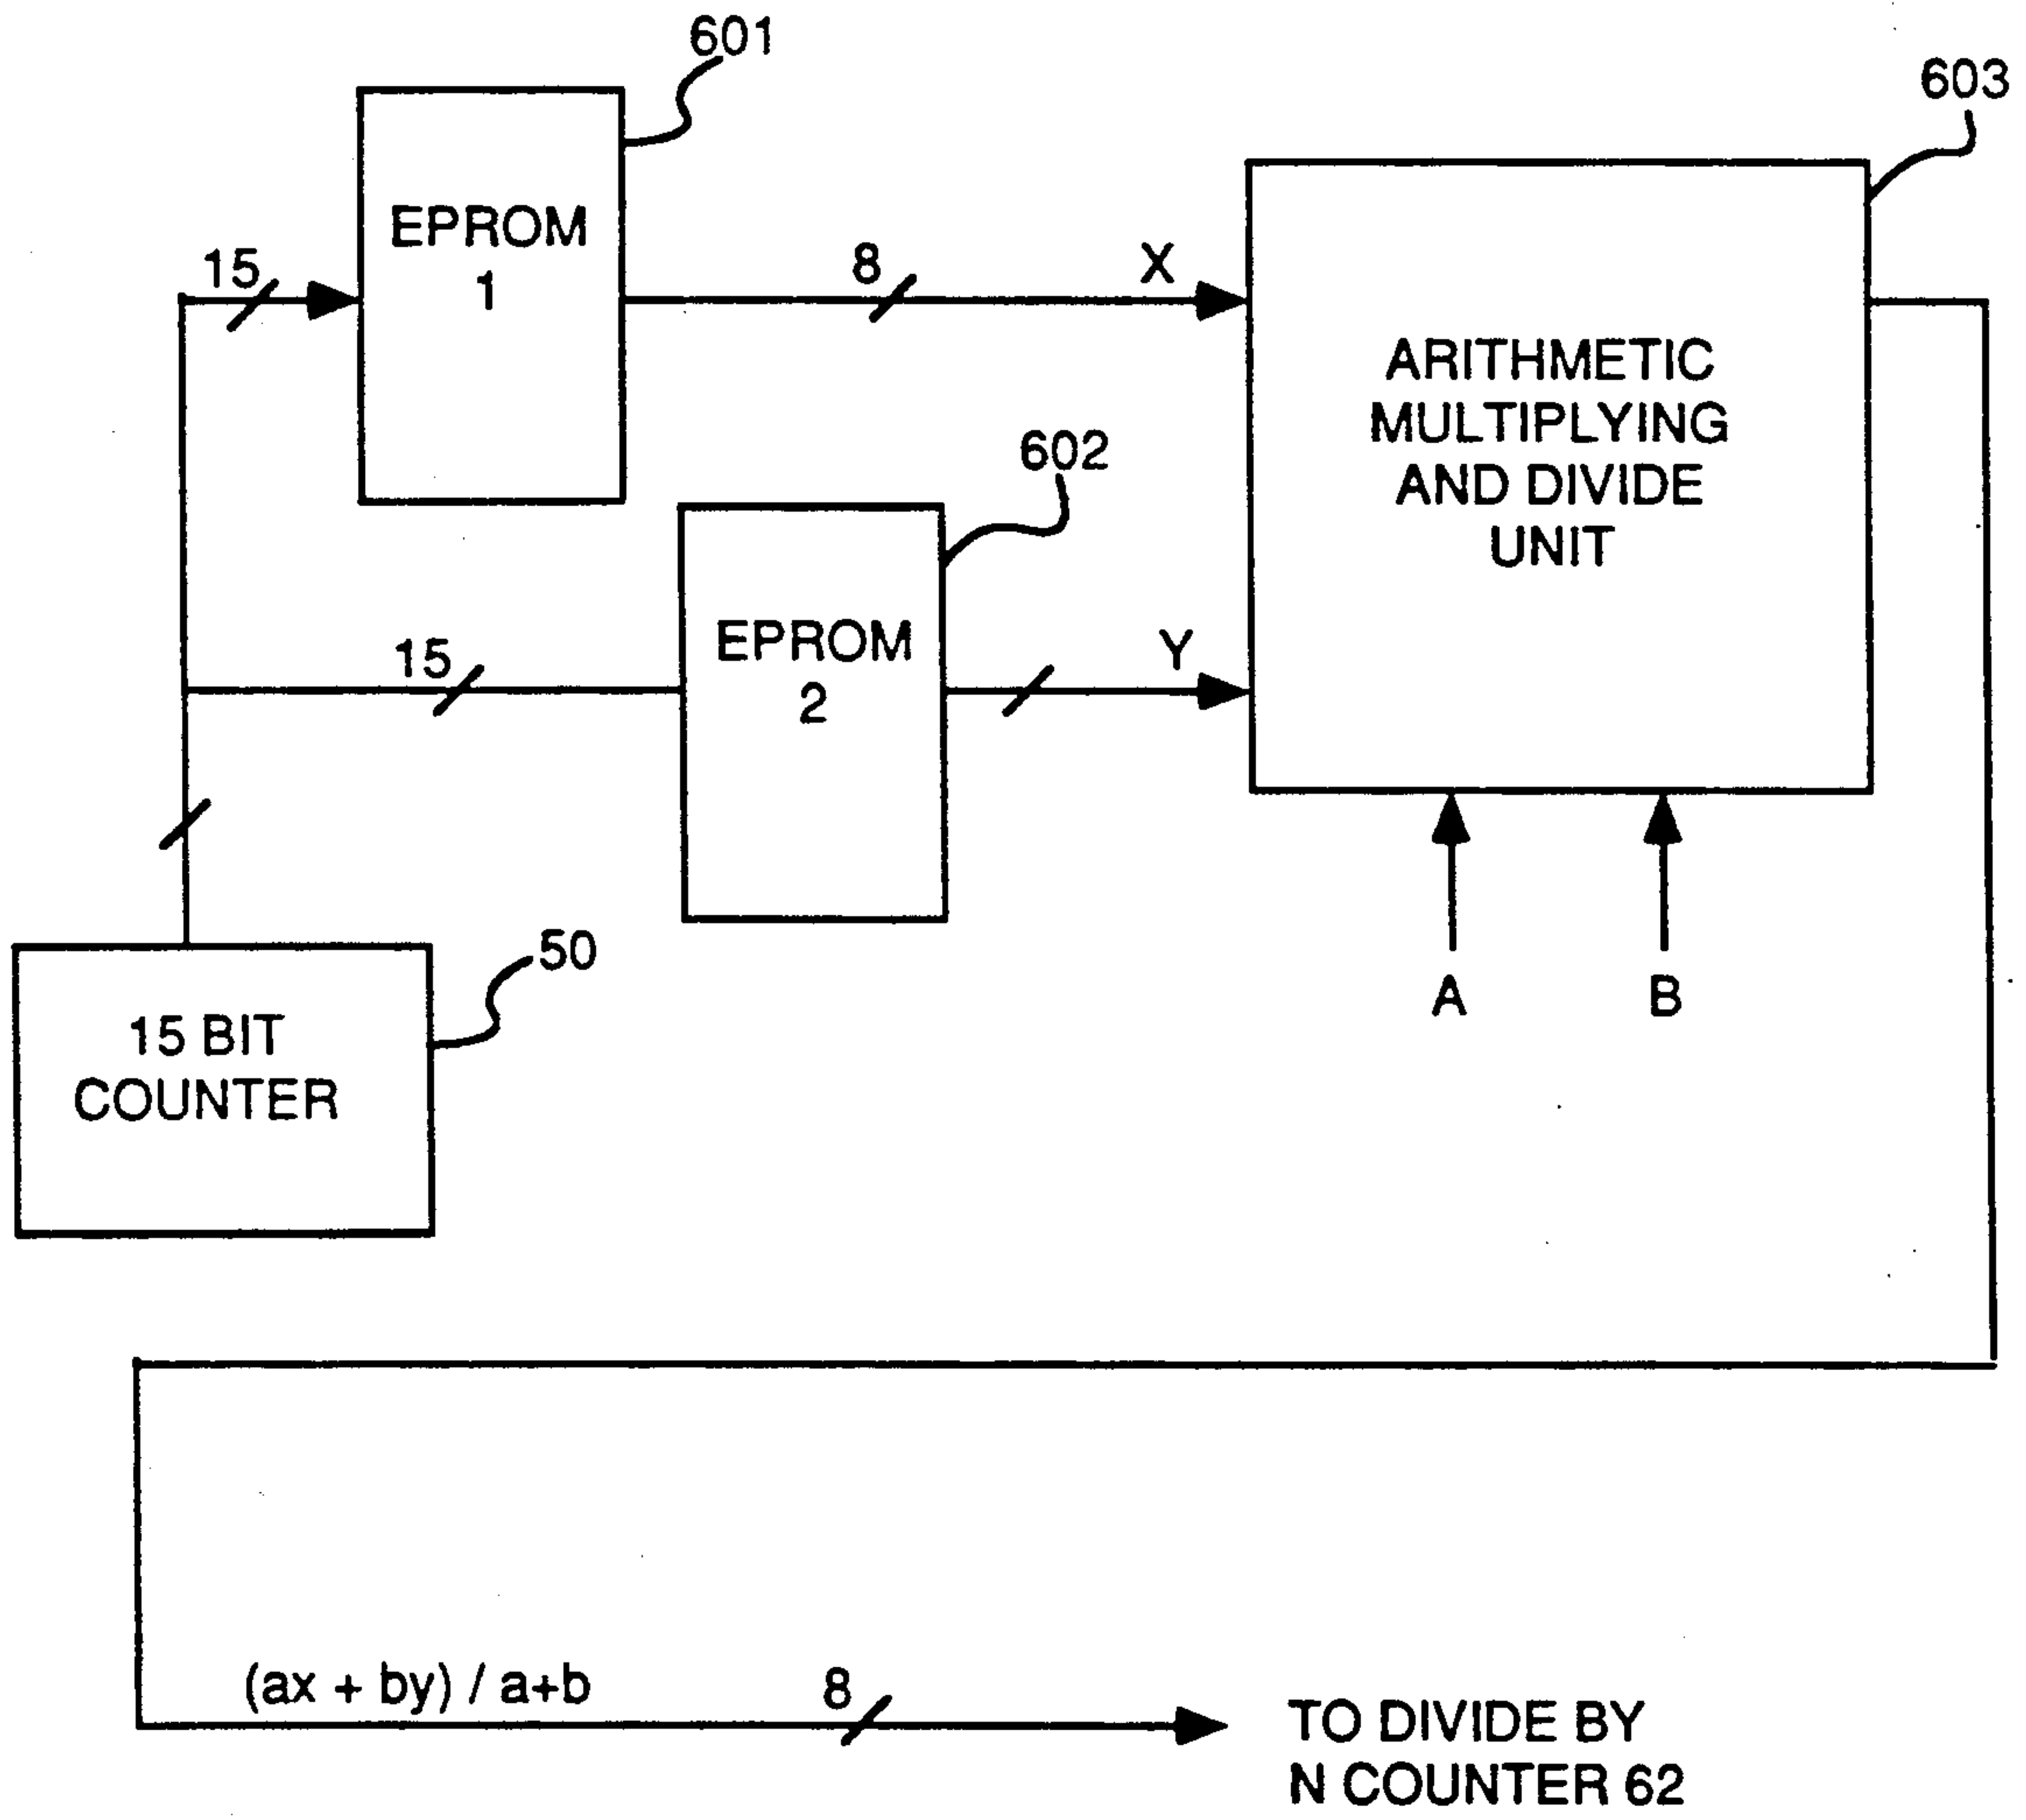 601
603
EPROM
1
15
8
X
ARITHMETIC
MULTIPLYING
AND DIVIDE
UNIT
602
EPROM
2
15
Y
50
15 BIT
COUNTER
A
B
(ax + by) / a+b
8
TO DIVIDE BY
N COUNTER 62